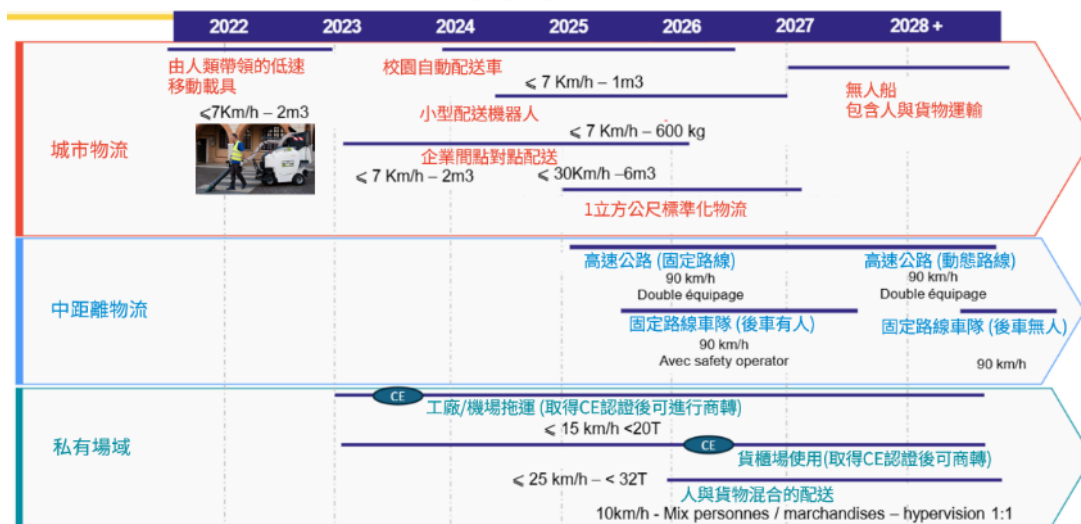 2022 2023 2024 2025 2026 2027 2028 +
城市物流
由人類帶領的低速
移動載具
⩽7Km/h – 2m3
校園自動配送車
⩽ 7 Km/h – 1m3
小型配送機器人
⩽ 7 Km/h – 600 kg
企業間點對點配送
⩽ 7 Km/h – 2m3
⩽ 30Km/h –6m3
1立方公尺標準化物流
無人船
包含人與貨物運輸
中距離物流
高速公路 (固定路線)
90 km/h
Double équipage
高速公路 (動態路線)
90 km/h
Double équipage
固定路線車隊 (後車有人)
90 km/h
Avec safety operator
固定路線車隊 (後車無人)
90 km/h
私有場域
CE
工廠/機場拖運 (取得CE認證後可進行商轉)
⩽ 15 km/h <20T
CE
貨櫃場使用(取得CE認證後可商轉)
⩽ 25 km/h – < 32T
人與貨物混合的配送
10km/h - Mix personnes / marchandises – hypervision 1:1